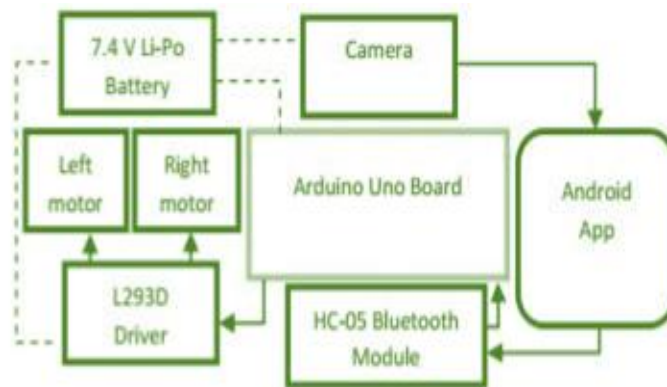 7.4 V Li-Po
Battery
Camera
Left
motor
Right
motor
Arduino Uno Board
Android
App
L293D
Driver
HC-05 Bluetooth
Module